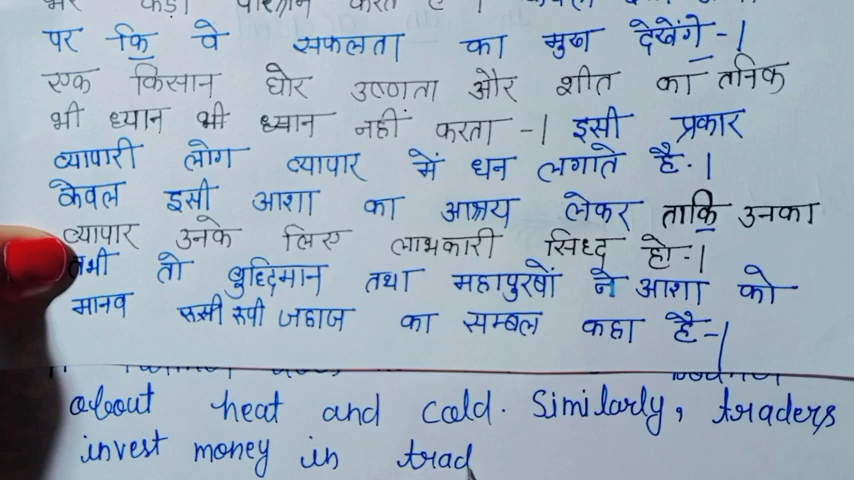 पर कि वे सफलता का मुख देखेंगे -।
एक किसान घोर उष्णता और शीत का तनिक
भी ध्यान भी ध्यान नहीं करता -। इसी प्रकार
व्यापारी लोग व्यापार में धन लगाते है -।
केवल इसी आशा का आश्रय लेकर ताकि उनका
व्यापार उनके लिए लाभकारी सिध्द हो -।
तभी तो बुध्दिमान तथा महापुरषों ने आशा को
मानव रूपी जहाज का सम्बल कहा है -।
about heat and cold. Similarly, traders
invest money in trad